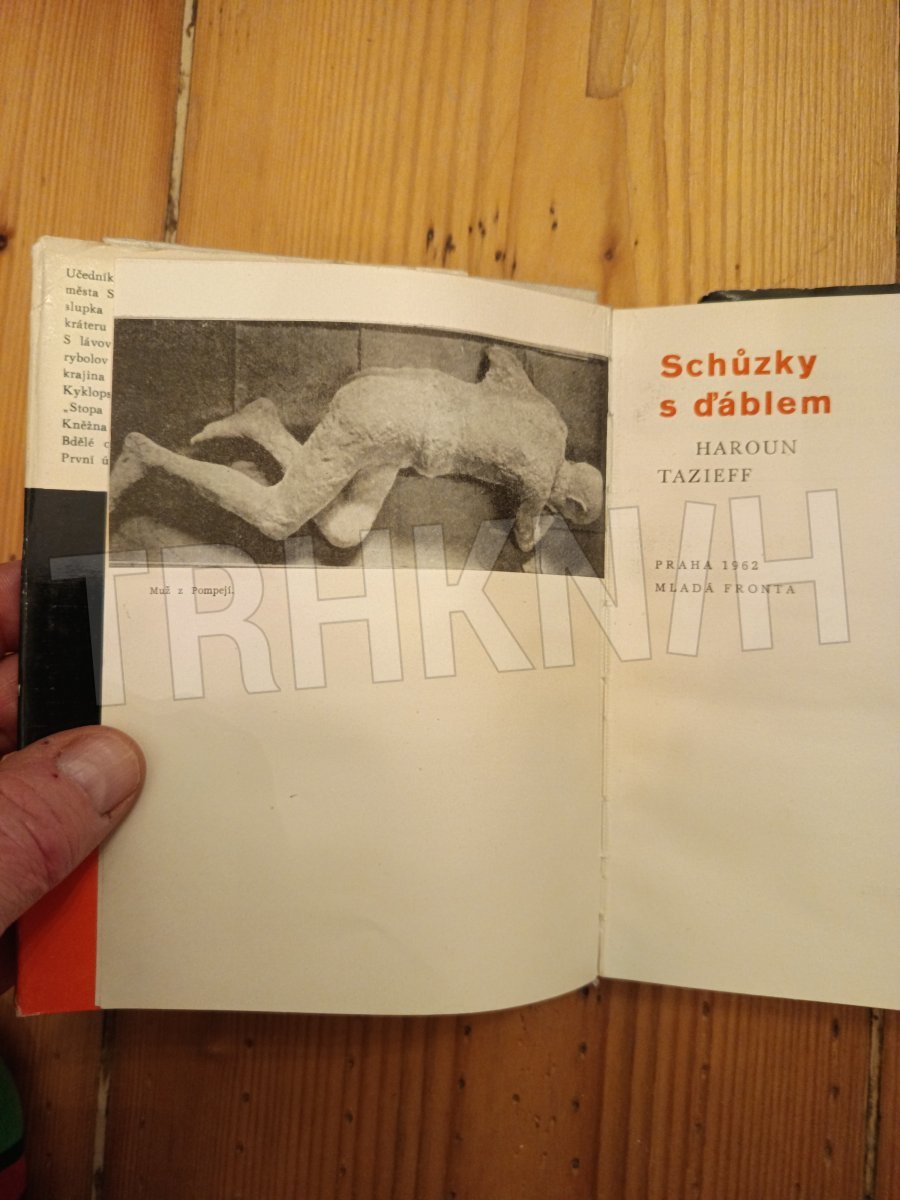 Učedník
města S
slupka
kráteru
S lávov
rybolov
krajina
Kyklops
„Stopa
Kněžna
Bdělé
První ú
Muž z Pompejí.
Schůzky
s ďáblem
HAROUN
TAZIEFF
PRAHA 1962
MLADÁ FRONTA
TRHKNIH